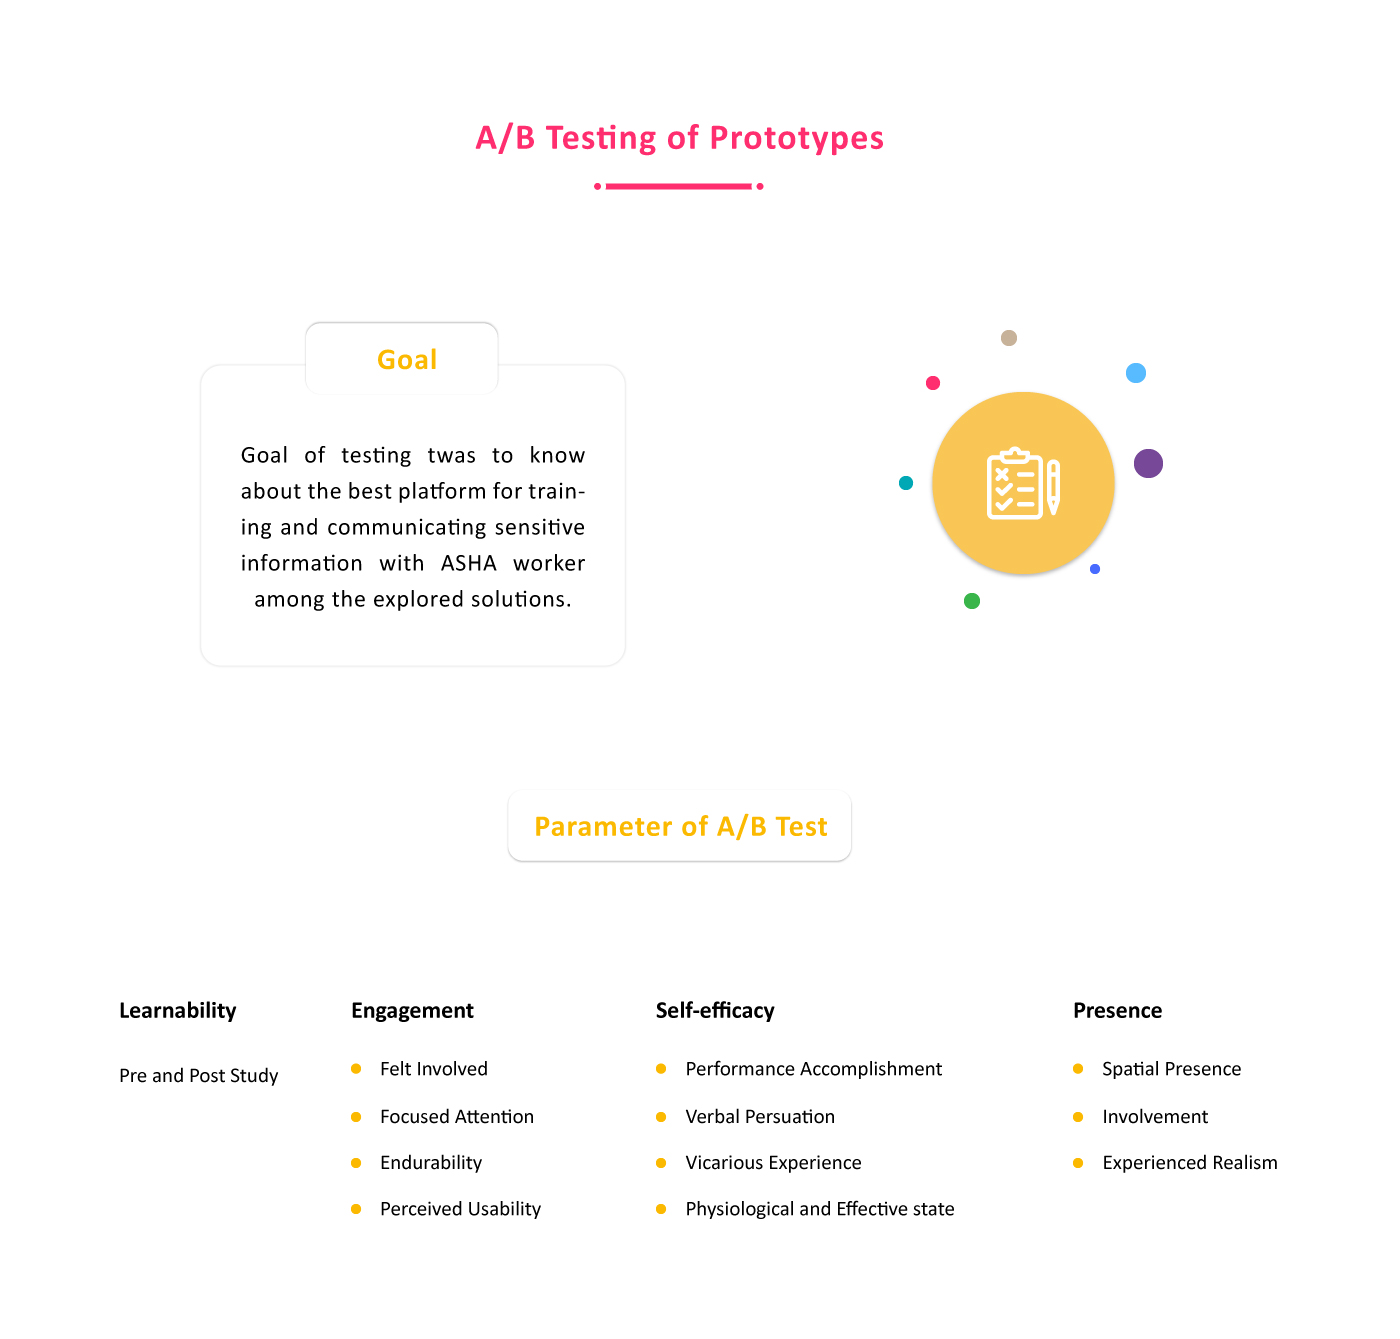 A/B Testing of Prototypes
Goal
Goal of testing twas to know
about the best platform for train-
ing and communicating sensitive
information with ASHA worker
among the explored solutions.
Parameter of A/B Test
Learnability
Pre and Post Study
Engagement
Felt Involved
Focused Attention
Endurability
Perceived Usability
Self-efficacy
Performance Accomplishment
Verbal Persuation
Vicarious Experience
Physiological and Effective state
Presence
Spatial Presence
Involvement
Experienced Realism